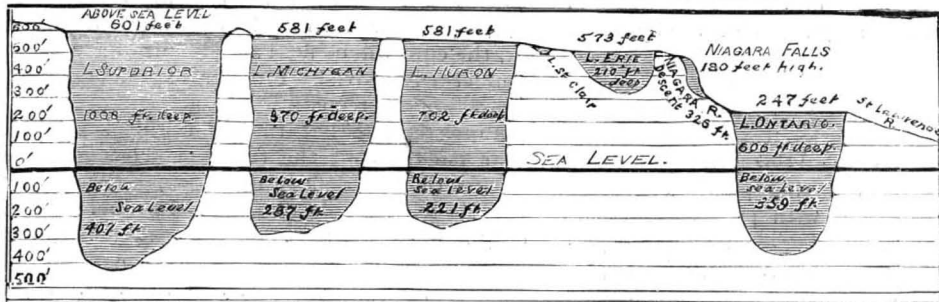 ABOVE SEA LEVEL
601 feet
581 feet
581 feet
573 feet
NIAGARA FALLS
180 feet high.
247 feet
St Lawrence R.
600'
500'
400'
300'
200'
100'
0'
100'
200'
300'
400'
500'
L. SUPERIOR
1008 ft. deep.
Below
Sea Level
407 ft
L. MICHIGAN
870 ft deep.
Below
Sea Level
287 ft
L. HURON
702 ft deep
Below
Sea Level
221 ft
L. St Clair
L. ERIE
210 ft
deep
NIAGARA R.
Descent 326 ft.
L. ONTARIO.
606 ft deep.
Below
sea Level
359 ft
SEA LEVEL.